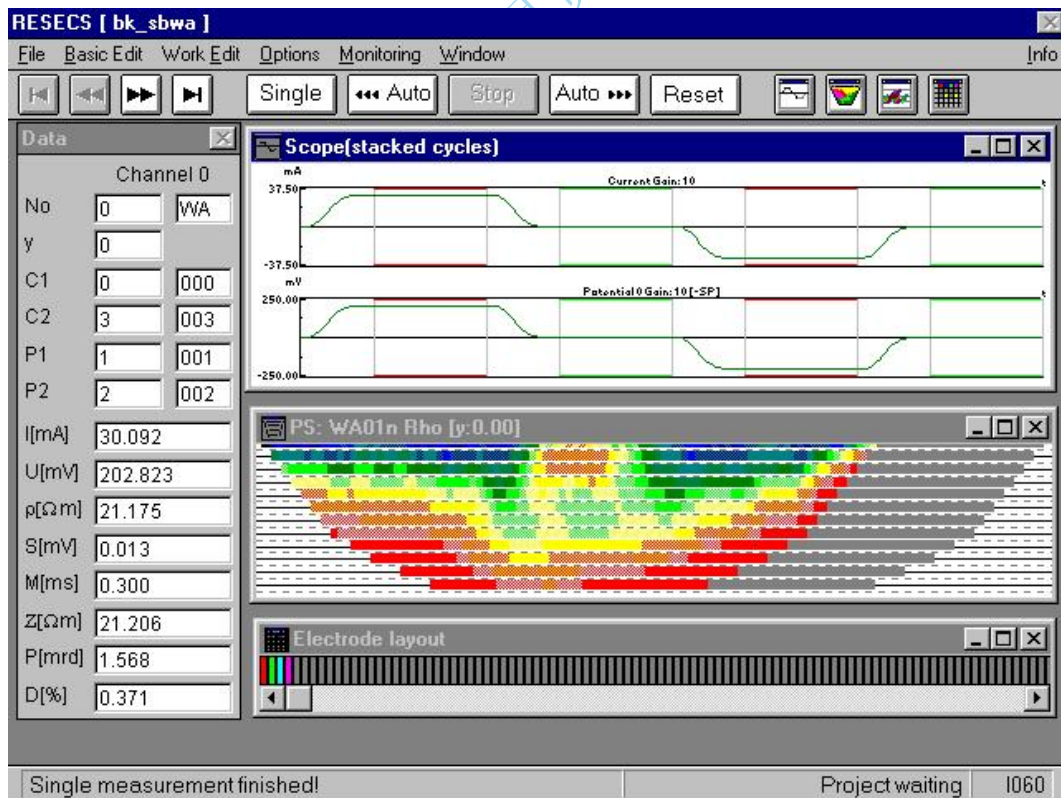 RESECS [ bk_sbwa ]
File Basic Edit Work Edit Options Monitoring Window Info
Single Auto Stop Auto Reset
Data
Channel 0
No 0 WA
y 0
C1 0 000
C2 3 003
P1 1 001
P2 2 002
I[mA] 30.092
U[mV] 202.823
ρ[Ωm] 21.175
S[mV] 0.013
M[ms] 0.300
Z[Ωm] 21.206
P[mrd] 1.568
D[%] 0.371
Scope(stacked cycles)
mA
Current Gain: 10
37.50
t
-37.50
mV
Potential 0 Gain: 10 [-SP]
250.00
t
-250.00
PS: WA01n Rho [y:0.00]
Electrode layout
Single measurement finished!
Project waiting
I060